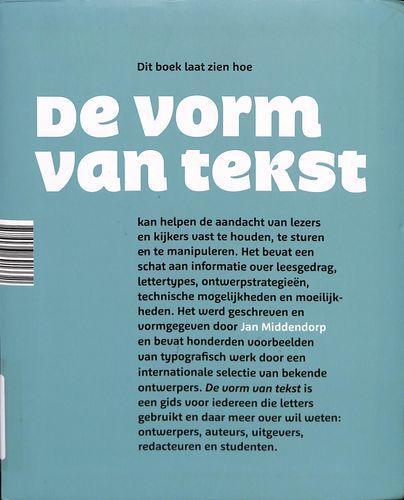 Dit boek laat zien hoe
De vorm
van tekst
kan helpen de aandacht van lezers
en kijkers vast te houden, te sturen
en te manipuleren. Het bevat een
schat aan informatie over leesgedrag,
lettertypes, ontwerpstrategieën,
technische mogelijkheden en moeilijk-
heden. Het werd geschreven en
vormgegeven door Jan Middendorp
en bevat honderden voorbeelden
van typografisch werk door een
internationale selectie van bekende
ontwerpers. De vorm van tekst is
een gids voor iedereen die letters
gebruikt en daar meer over wil weten:
ontwerpers, auteurs, uitgevers,
redacteuren en studenten.